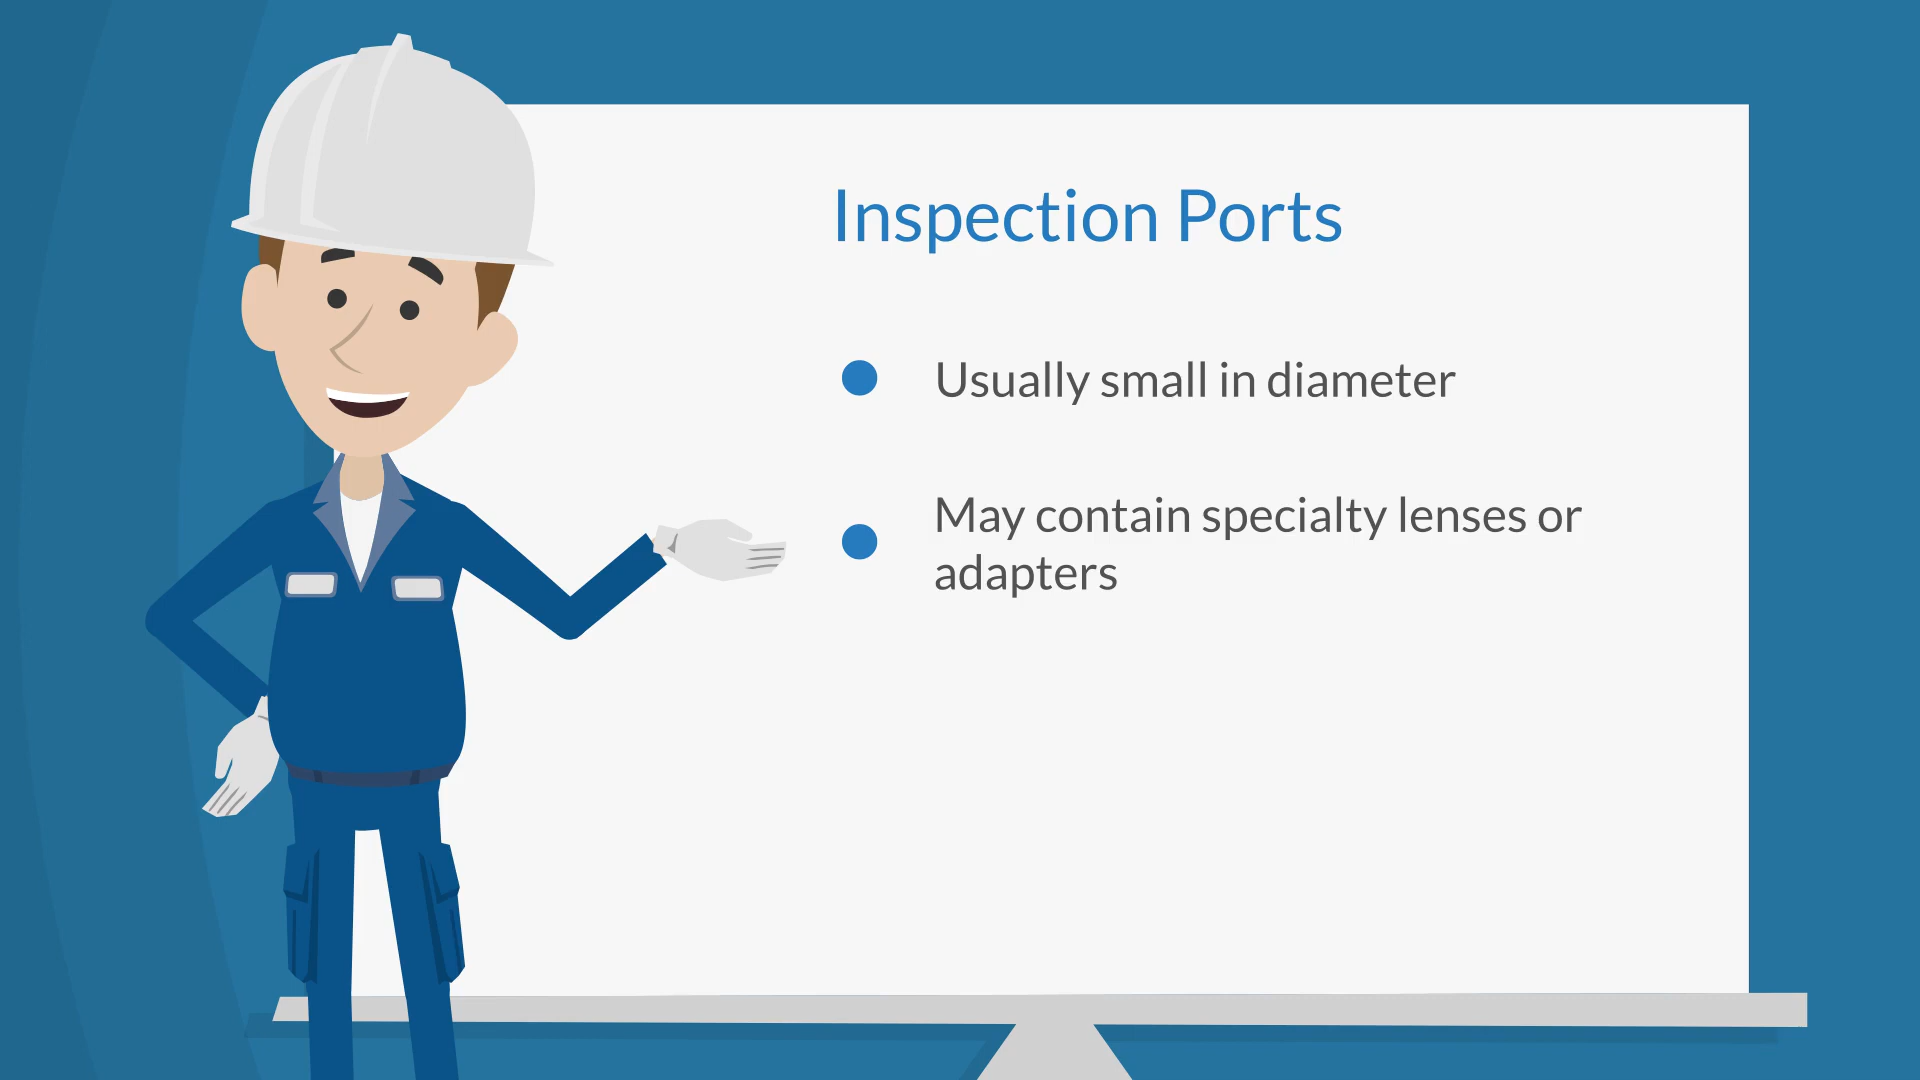 Inspection Ports
Usually small in diameter
May contain specialty lenses or
adapters